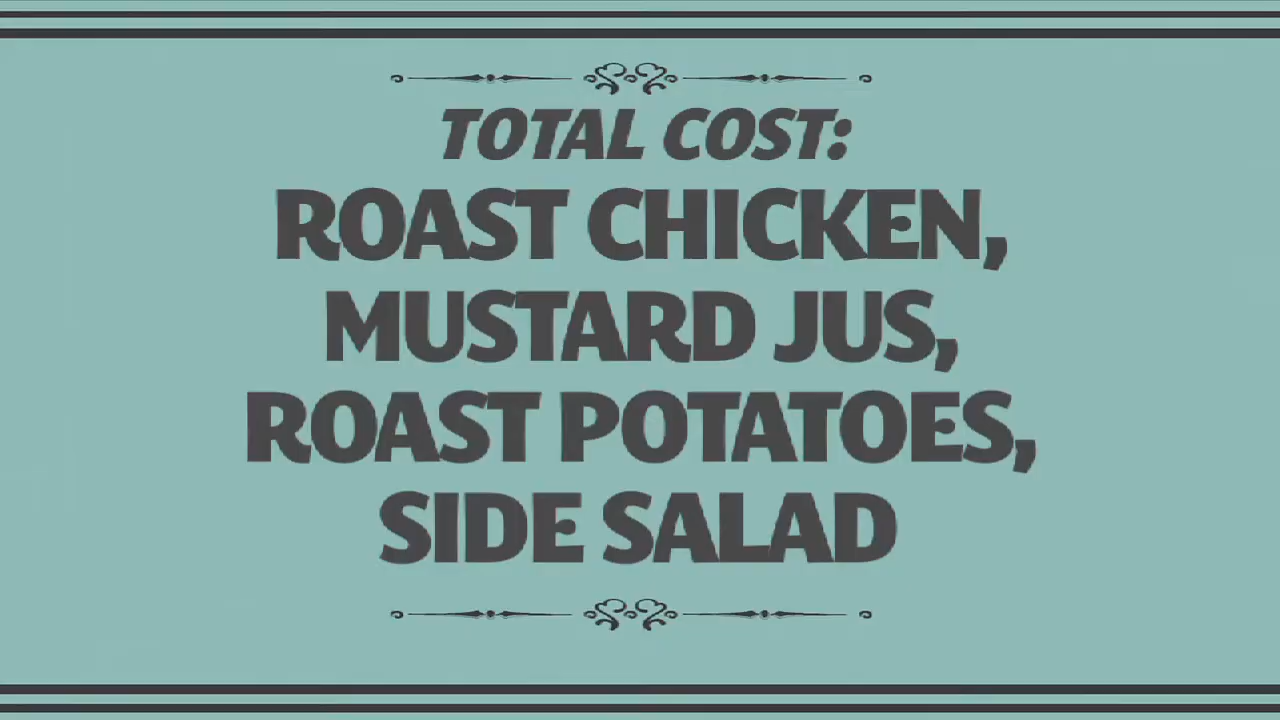 TOTAL COST:
ROAST CHICKEN,
MUSTARD JUS,
ROAST POTATOES,
SIDE SALAD